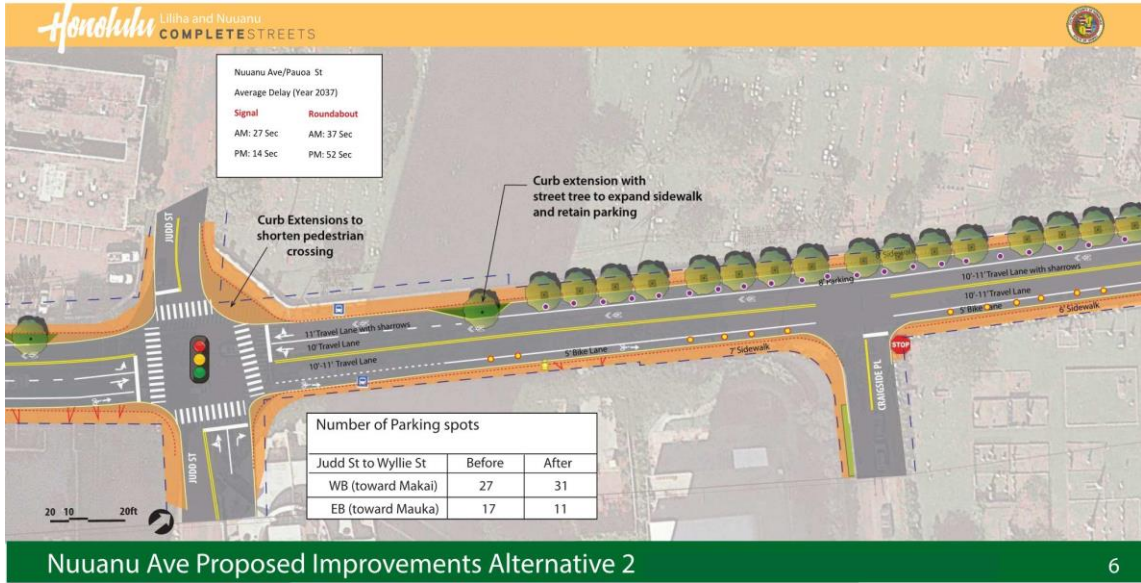 Honolulu
Liliha and Nuuanu
COMPLETESTREETS
Nuuanu Ave/Pauoa St
Average Delay (Year 2037)
Signal Roundabout
AM: 27 Sec AM: 37 Sec
PM: 14 Sec PM: 52 Sec
Curb extension with
street tree to expand sidewalk
and retain parking
Curb Extensions to
shorten pedestrian
crossing
JUDD ST
8' Parking
10'-11' Travel Lane with sharrows
10'-11' Travel Lane
5' Bike Lane
6' Sidewalk
11' Travel Lane with sharrows
10' Travel Lane
10'-11' Travel Lane
5' Bike Lane
STOP
CRAIGSIDE PL
JUDD ST
Number of Parking spots
Judd St to Wyllie St Before After
WB (toward Makai) 27 31
EB (toward Mauka) 17 11
20 10 20ft
Nuuanu Ave Proposed Improvements Alternative 2
6